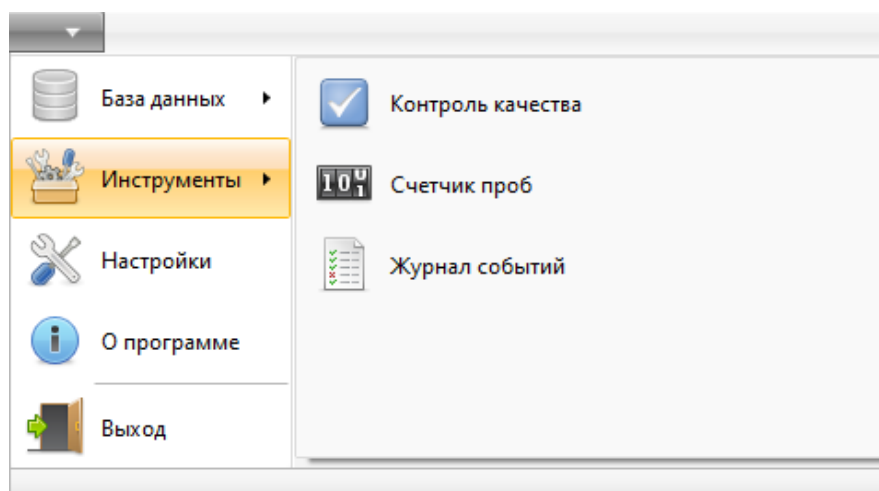 База данных
Инструменты
Настройки
О программе
Выход
Контроль качества
Счетчик проб
Журнал событий